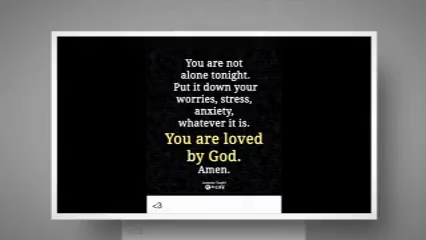 You are not
alone tonight.
Put it down your
worries, stress,
anxiety,
whatever it is.
You are loved
by God.
Amen.
<3